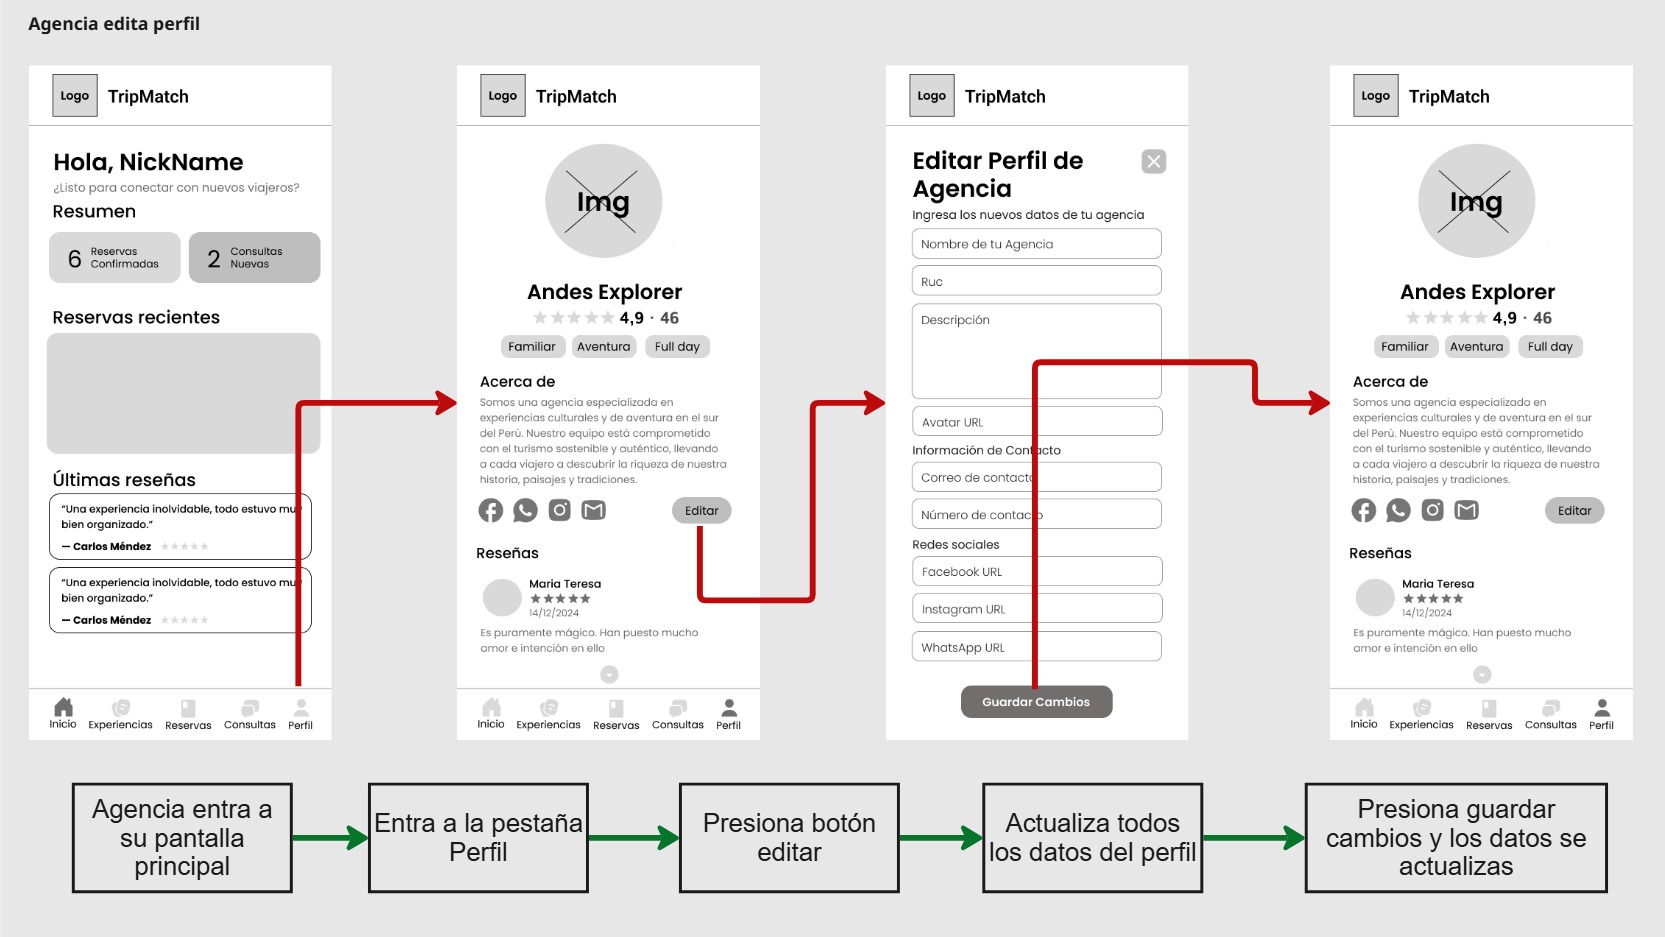 Agencia edita perfil
Logo
TripMatch
Hola, NickName
¿Listo para conectar con nuevos viajeros?
Resumen
6
Reservas
Confirmadas
2
Consultas
Nuevas
Reservas recientes
Últimas reseñas
“Una experiencia inolvidable, todo estuvo muy
bien organizado.”
— Carlos Méndez
“Una experiencia inolvidable, todo estuvo muy
bien organizado.”
— Carlos Méndez
Inicio
Experiencias
Reservas
Consultas
Perfil
Logo
TripMatch
Img
Andes Explorer
4,9 · 46
Familiar
Aventura
Full day
Acerca de
Somos una agencia especializada en
experiencias culturales y de aventura en el sur
del Perú. Nuestro equipo está comprometido
con el turismo sostenible y auténtico, llevando
a cada viajero a descubrir la riqueza de nuestra
historia, paisajes y tradiciones.
Editar
Reseñas
Maria Teresa
14/12/2024
Es puramente mágico. Han puesto mucho
amor e intención en ello
Inicio
Experiencias
Reservas
Consultas
Perfil
Logo
TripMatch
Editar Perfil de
Agencia
Ingresa los nuevos datos de tu agencia
Nombre de tu Agencia
Ruc
Descripción
Avatar URL
Información de Contacto
Correo de contacto
Número de contacto
Redes sociales
Facebook URL
Instagram URL
WhatsApp URL
Guardar Cambios
Logo
TripMatch
Img
Andes Explorer
4,9 · 46
Familiar
Aventura
Full day
Acerca de
Somos una agencia especializada en
experiencias culturales y de aventura en el sur
del Perú. Nuestro equipo está comprometido
con el turismo sostenible y auténtico, llevando
a cada viajero a descubrir la riqueza de nuestra
historia, paisajes y tradiciones.
Editar
Reseñas
Maria Teresa
14/12/2024
Es puramente mágico. Han puesto mucho
amor e intención en ello
Inicio
Experiencias
Reservas
Consultas
Perfil
Agencia entra a
su pantalla
principal
Entra a la pestaña
Perfil
Presiona botón
editar
Actualiza todos
los datos del perfil
Presiona guardar
cambios y los datos se
actualizas